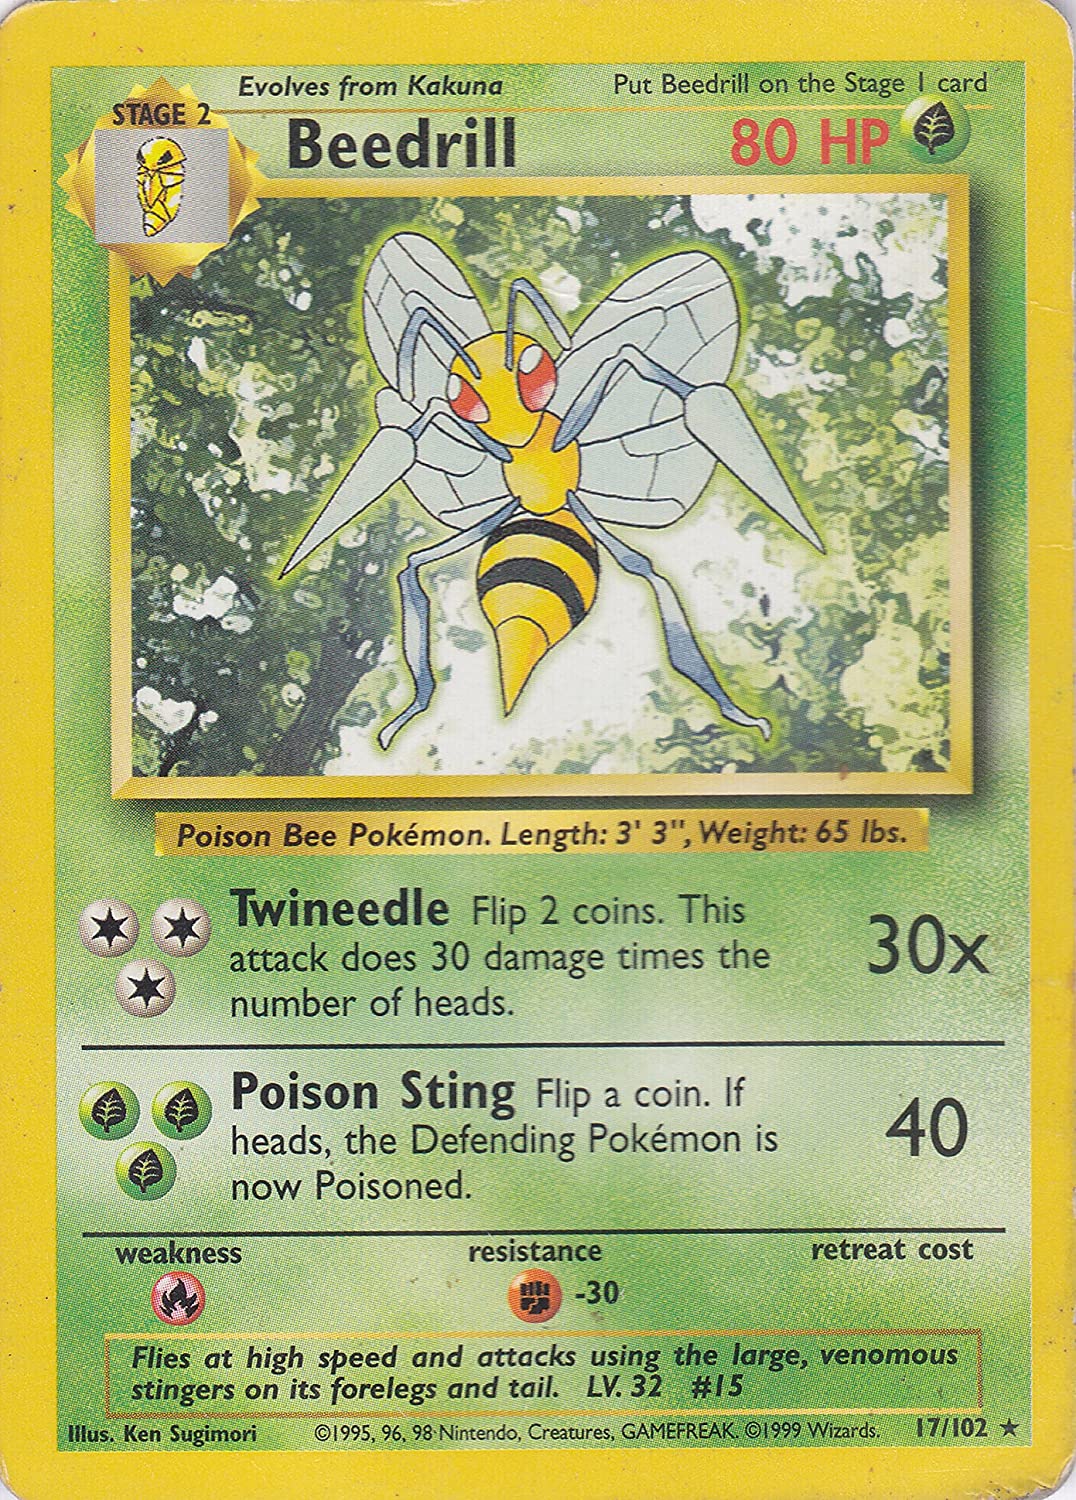 Evolves from Kakuna
Put Beedrill on the Stage 1 card
STAGE 2
Beedrill
80 HP
Poison Bee Pokémon. Length: 3' 3", Weight: 65 lbs.
Twineedle Flip 2 coins. This
attack does 30 damage times the
number of heads.
30x
Poison Sting Flip a coin. If
heads, the Defending Pokémon is
now Poisoned.
40
weakness
resistance
retreat cost
-30
Flies at high speed and attacks using the large, venomous
stingers on its forelegs and tail. LV. 32 #15
Illus. Ken Sugimori
©1995, 96, 98 Nintendo, Creatures, GAMEFREAK. ©1999 Wizards.
17/102 ★